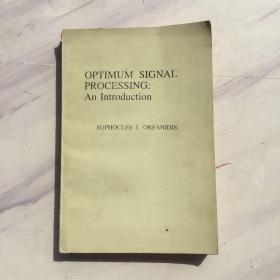 OPTIMUM SIGNAL
PROCESSING:
An Introduction
SOPHOCLES J. ORFANIDIS